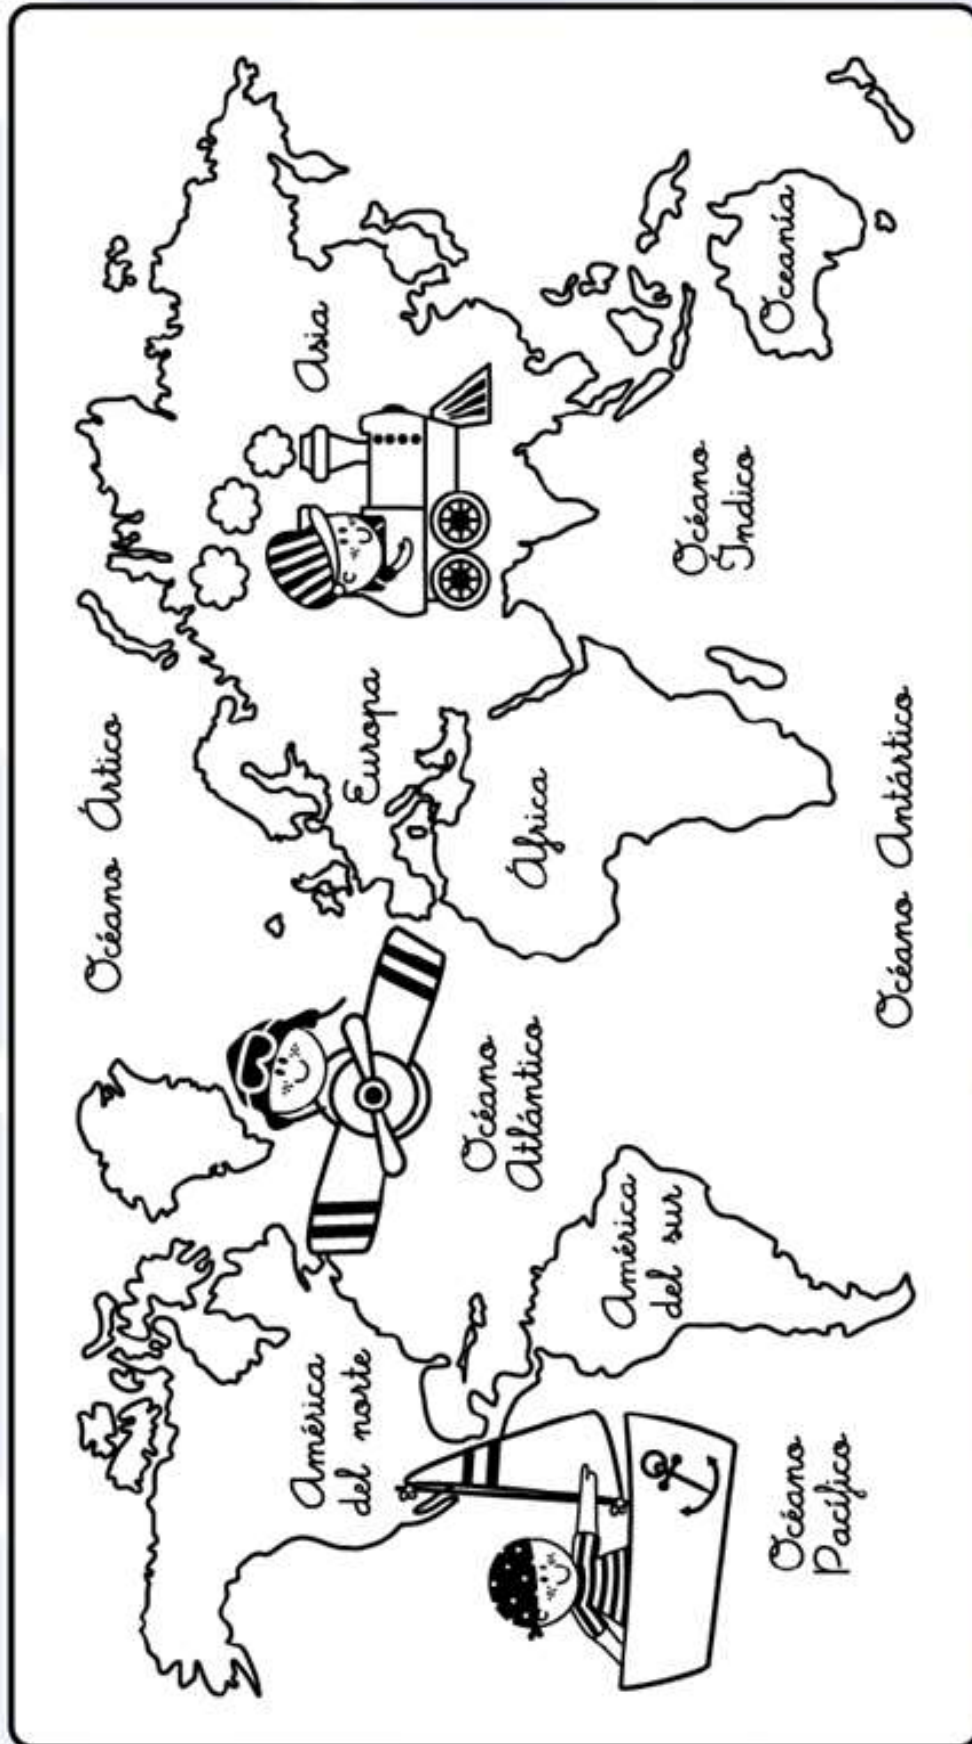 Océano Ártico
América
del norte
Europa
Asia
Océano
Atlántico
África
América
del sur
Océano
Índico
Oceanía
Océano
Pacífico
Océano Antártico